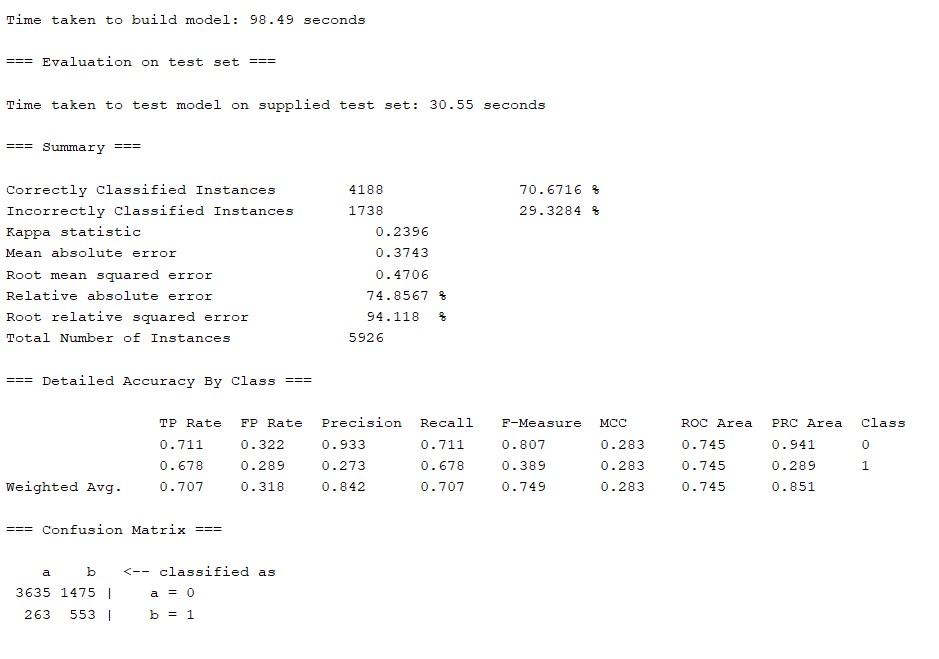 Time taken to build model: 98.49 seconds
=== Evaluation on test set ===
Time taken to test model on supplied test set: 30.55 seconds
=== Summary ===
Correctly Classified Instances        4188               70.6716 %
Incorrectly Classified Instances      1738               29.3284 %
Kappa statistic                          0.2396
Mean absolute error                      0.3743
Root mean squared error                  0.4706
Relative absolute error                 74.8567 %
Root relative squared error             94.118  %
Total Number of Instances             5926
=== Detailed Accuracy By Class ===
                 TP Rate  FP Rate  Precision  Recall   F-Measure  MCC      ROC Area  PRC Area  Class
                 0.711    0.322    0.933      0.711    0.807      0.283    0.745     0.941     0
                 0.678    0.289    0.273      0.678    0.389      0.283    0.745     0.289     1
Weighted Avg.    0.707    0.318    0.842      0.707    0.749      0.283    0.745     0.851
=== Confusion Matrix ===
    a    b   <-- classified as
 3635 1475 |    a = 0
  263  553 |    b = 1